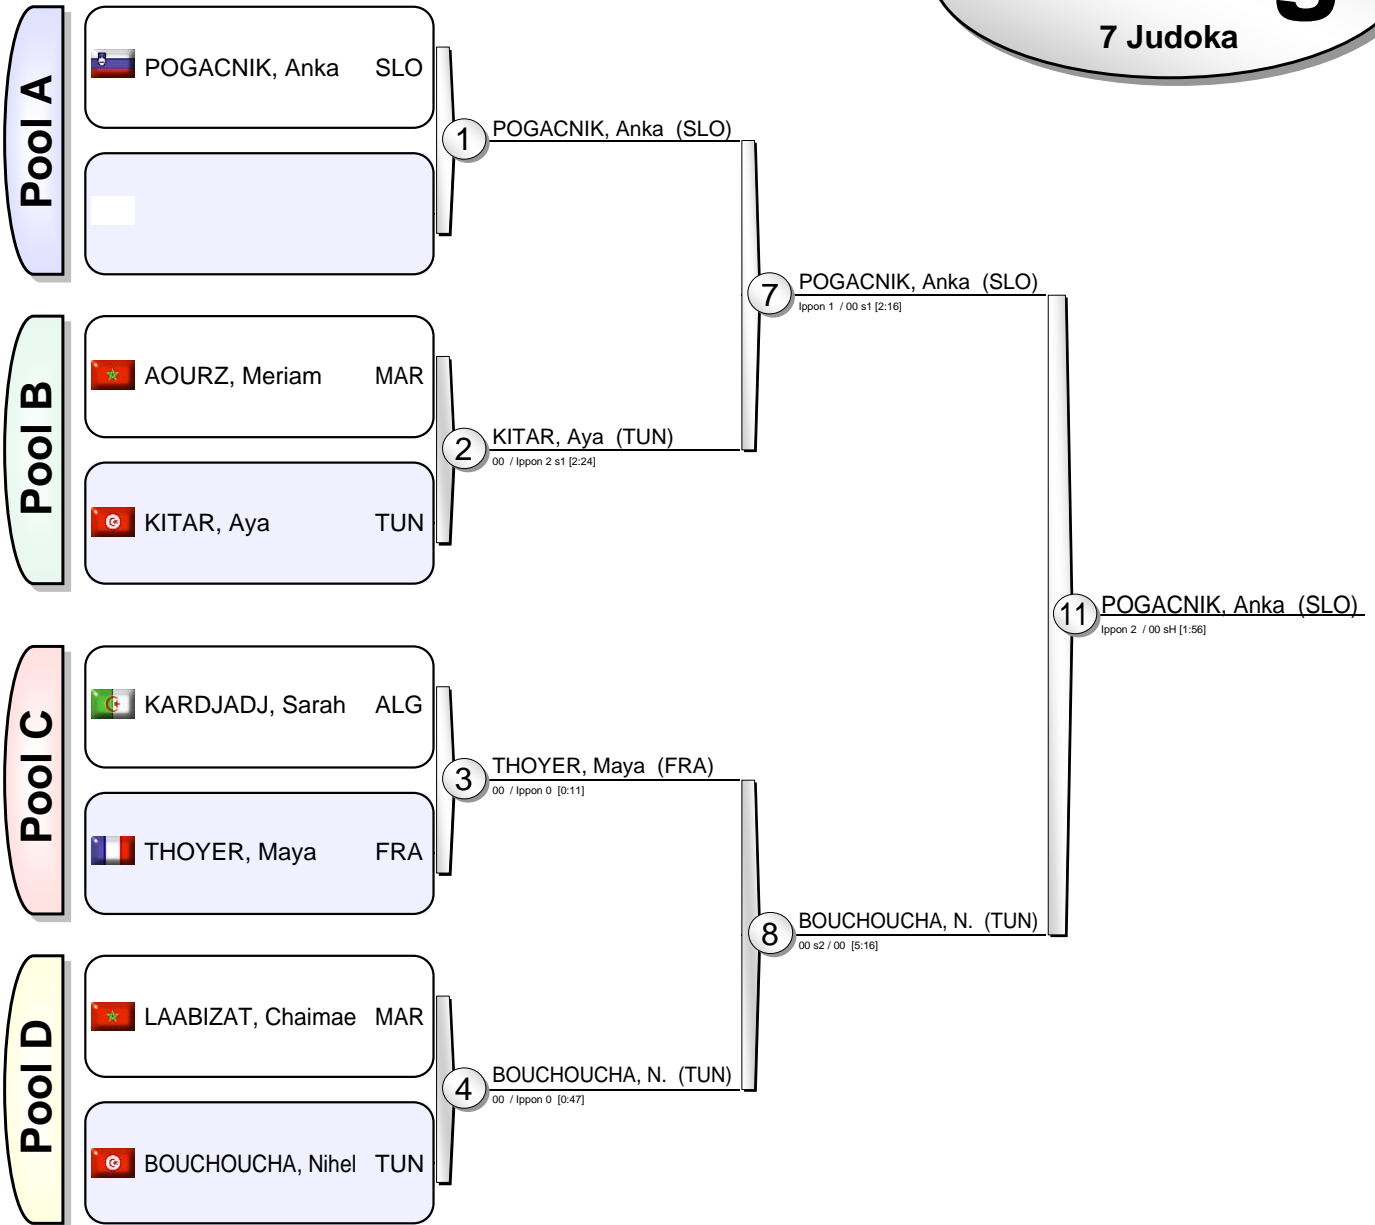 7 Judoka
Pool A
POGACNIK, Anka SLO
1 POGACNIK, Anka (SLO)
7 POGACNIK, Anka (SLO)
Ippon 1 / 00 s1 [2:16]
Pool B
AOURZ, Meriam MAR
2 KITAR, Aya (TUN)
00 / Ippon 2 s1 [2:24]
KITAR, Aya TUN
11 POGACNIK, Anka (SLO)
Ippon 2 / 00 sH [1:56]
Pool C
KARDJADJ, Sarah ALG
3 THOYER, Maya (FRA)
00 / Ippon 0 [0:11]
THOYER, Maya FRA
8 BOUCHOUCHA, N. (TUN)
00 s2 / 00 [5:16]
Pool D
LAABIZAT, Chaimae MAR
4 BOUCHOUCHA, N. (TUN)
00 / Ippon 0 [0:47]
BOUCHOUCHA, Nihel TUN